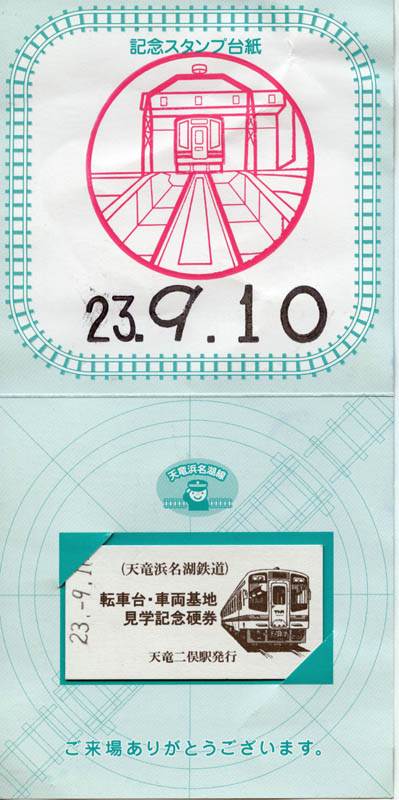 記念スタンプ台紙
23.9.10
天竜浜名湖線
(天竜浜名湖鉄道)
転車台・車両基地
見学記念硬券
天竜二俣駅発行
23.-9.10
ご来場ありがとうございます。